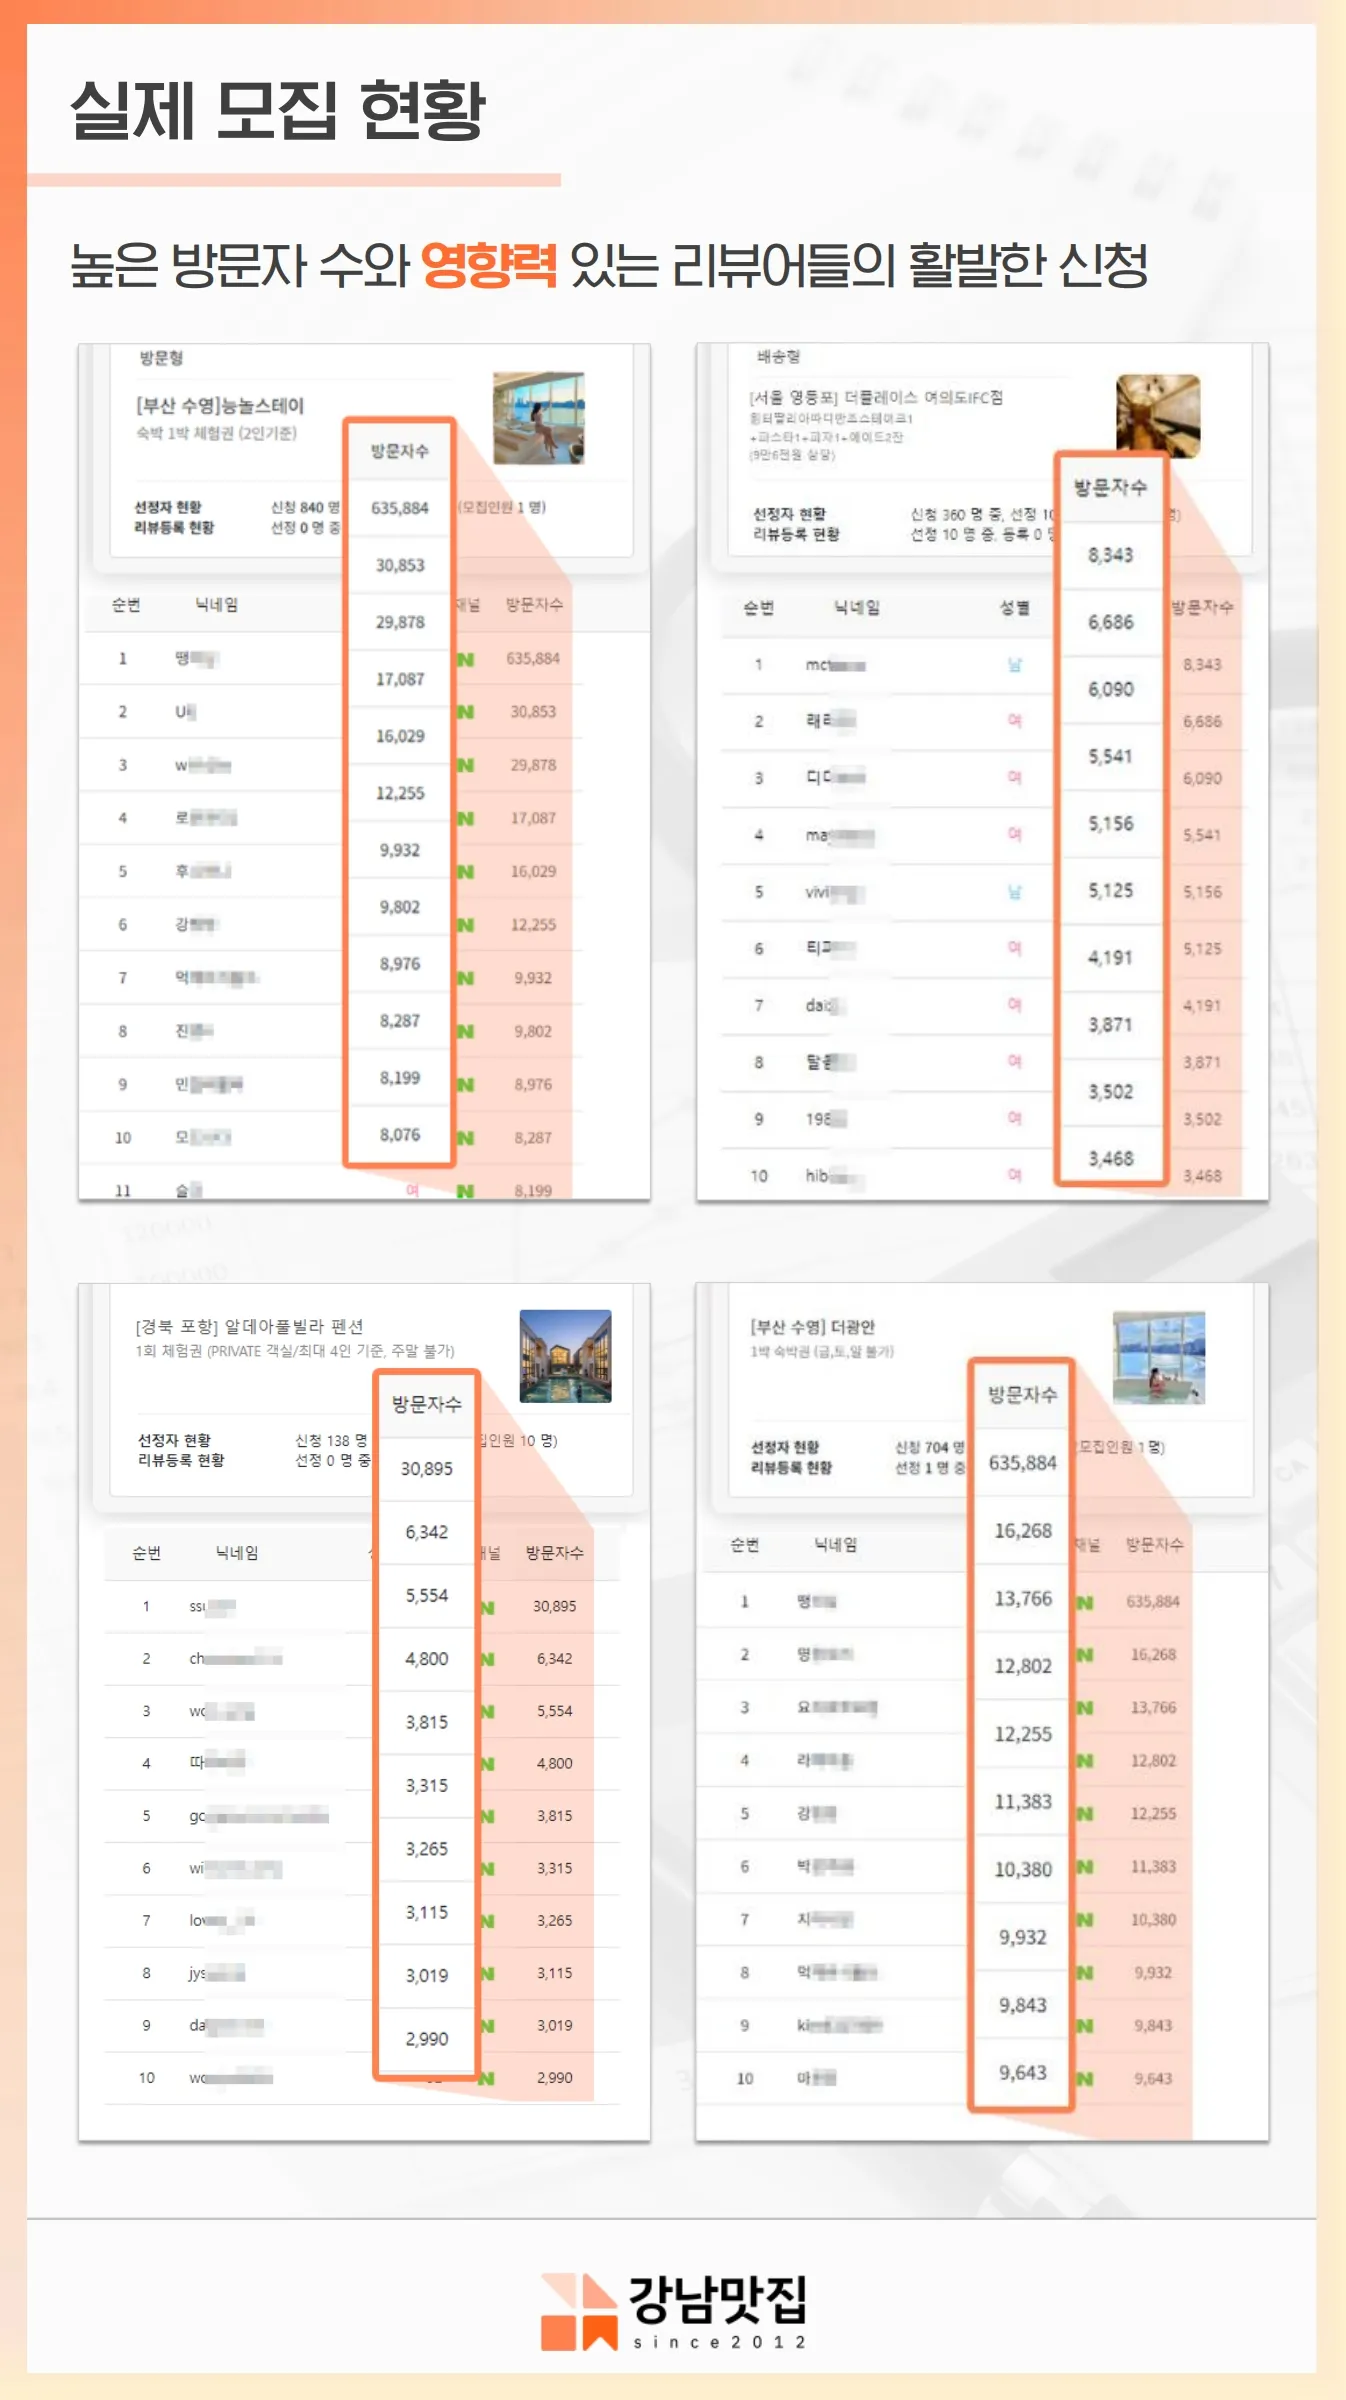 실제 모집 현황
높은 방문자 수와 영향력 있는 리뷰어들의 활발한 신청
방문형
[부산 수영]능놀스테이
숙박 1박 체험권 (2인기준)
선정자 현황 신청 840 명 (모집인원 1 명)
리뷰등록 현황 선정 0 명 중
방문자수
635,884
30,853
29,878
17,087
16,029
12,255
9,932
9,802
8,976
8,287
8,199
8,076
순번 닉네임 채널 방문자수
1 땡 N 635,884
2 U N 30,853
3 w N 29,878
4 로 N 17,087
5 후 N 16,029
6 강 N 12,255
7 먹 N 9,932
8 진 N 9,802
9 민 N 8,976
10 모 N 8,287
11 슬 여 N 8,199
배송형
[서울 영등포] 더플레이스 여의도IFC점
+파스타1+피자1+에이드2잔
(9만6천원 상당)
선정자 현황 신청 360 명 중, 선정 10
리뷰등록 현황 선정 10 명 중, 등록 0 명
방문자수
8,343
6,686
6,090
5,541
5,156
5,125
4,191
3,871
3,502
3,468
순번 닉네임 성별 방문자수
1 mc 남 8,343
2 래 여 6,686
3 디 여 6,090
4 ma 여 5,541
5 vivi 남 5,156
6 티 여 5,125
7 dai 여 4,191
8 탈 여 3,871
9 198 여 3,502
10 hib 여 3,468
[경북 포항] 알데아풀빌라 펜션
1회 체험권 (PRIVATE 객실/최대 4인 기준, 주말 불가)
선정자 현황 신청 138 명 집인원 10 명)
리뷰등록 현황 선정 0 명 중
방문자수
30,895
6,342
5,554
4,800
3,815
3,315
3,265
3,115
3,019
2,990
순번 닉네임 채널 방문자수
1 ss N 30,895
2 ch N 6,342
3 wo N 5,554
4 따 N 4,800
5 go N 3,815
6 wi N 3,315
7 lov N 3,265
8 jys N 3,115
9 da N 3,019
10 wo N 2,990
[부산 수영] 더광안
1박 숙박권 (금,토,일 불가)
선정자 현황 신청 704 명 모집인원 1 명)
리뷰등록 현황 선정 1 명 중
방문자수
635,884
16,268
13,766
12,802
12,255
11,383
10,380
9,932
9,843
9,643
순번 닉네임 채널 방문자수
1 땡 N 635,884
2 명 N 16,268
3 요 N 13,766
4 라 N 12,802
5 강 N 12,255
6 박 N 11,383
7 지 N 10,380
8 먹 N 9,932
9 ki N 9,843
10 마 N 9,643
강남맛집
since2012